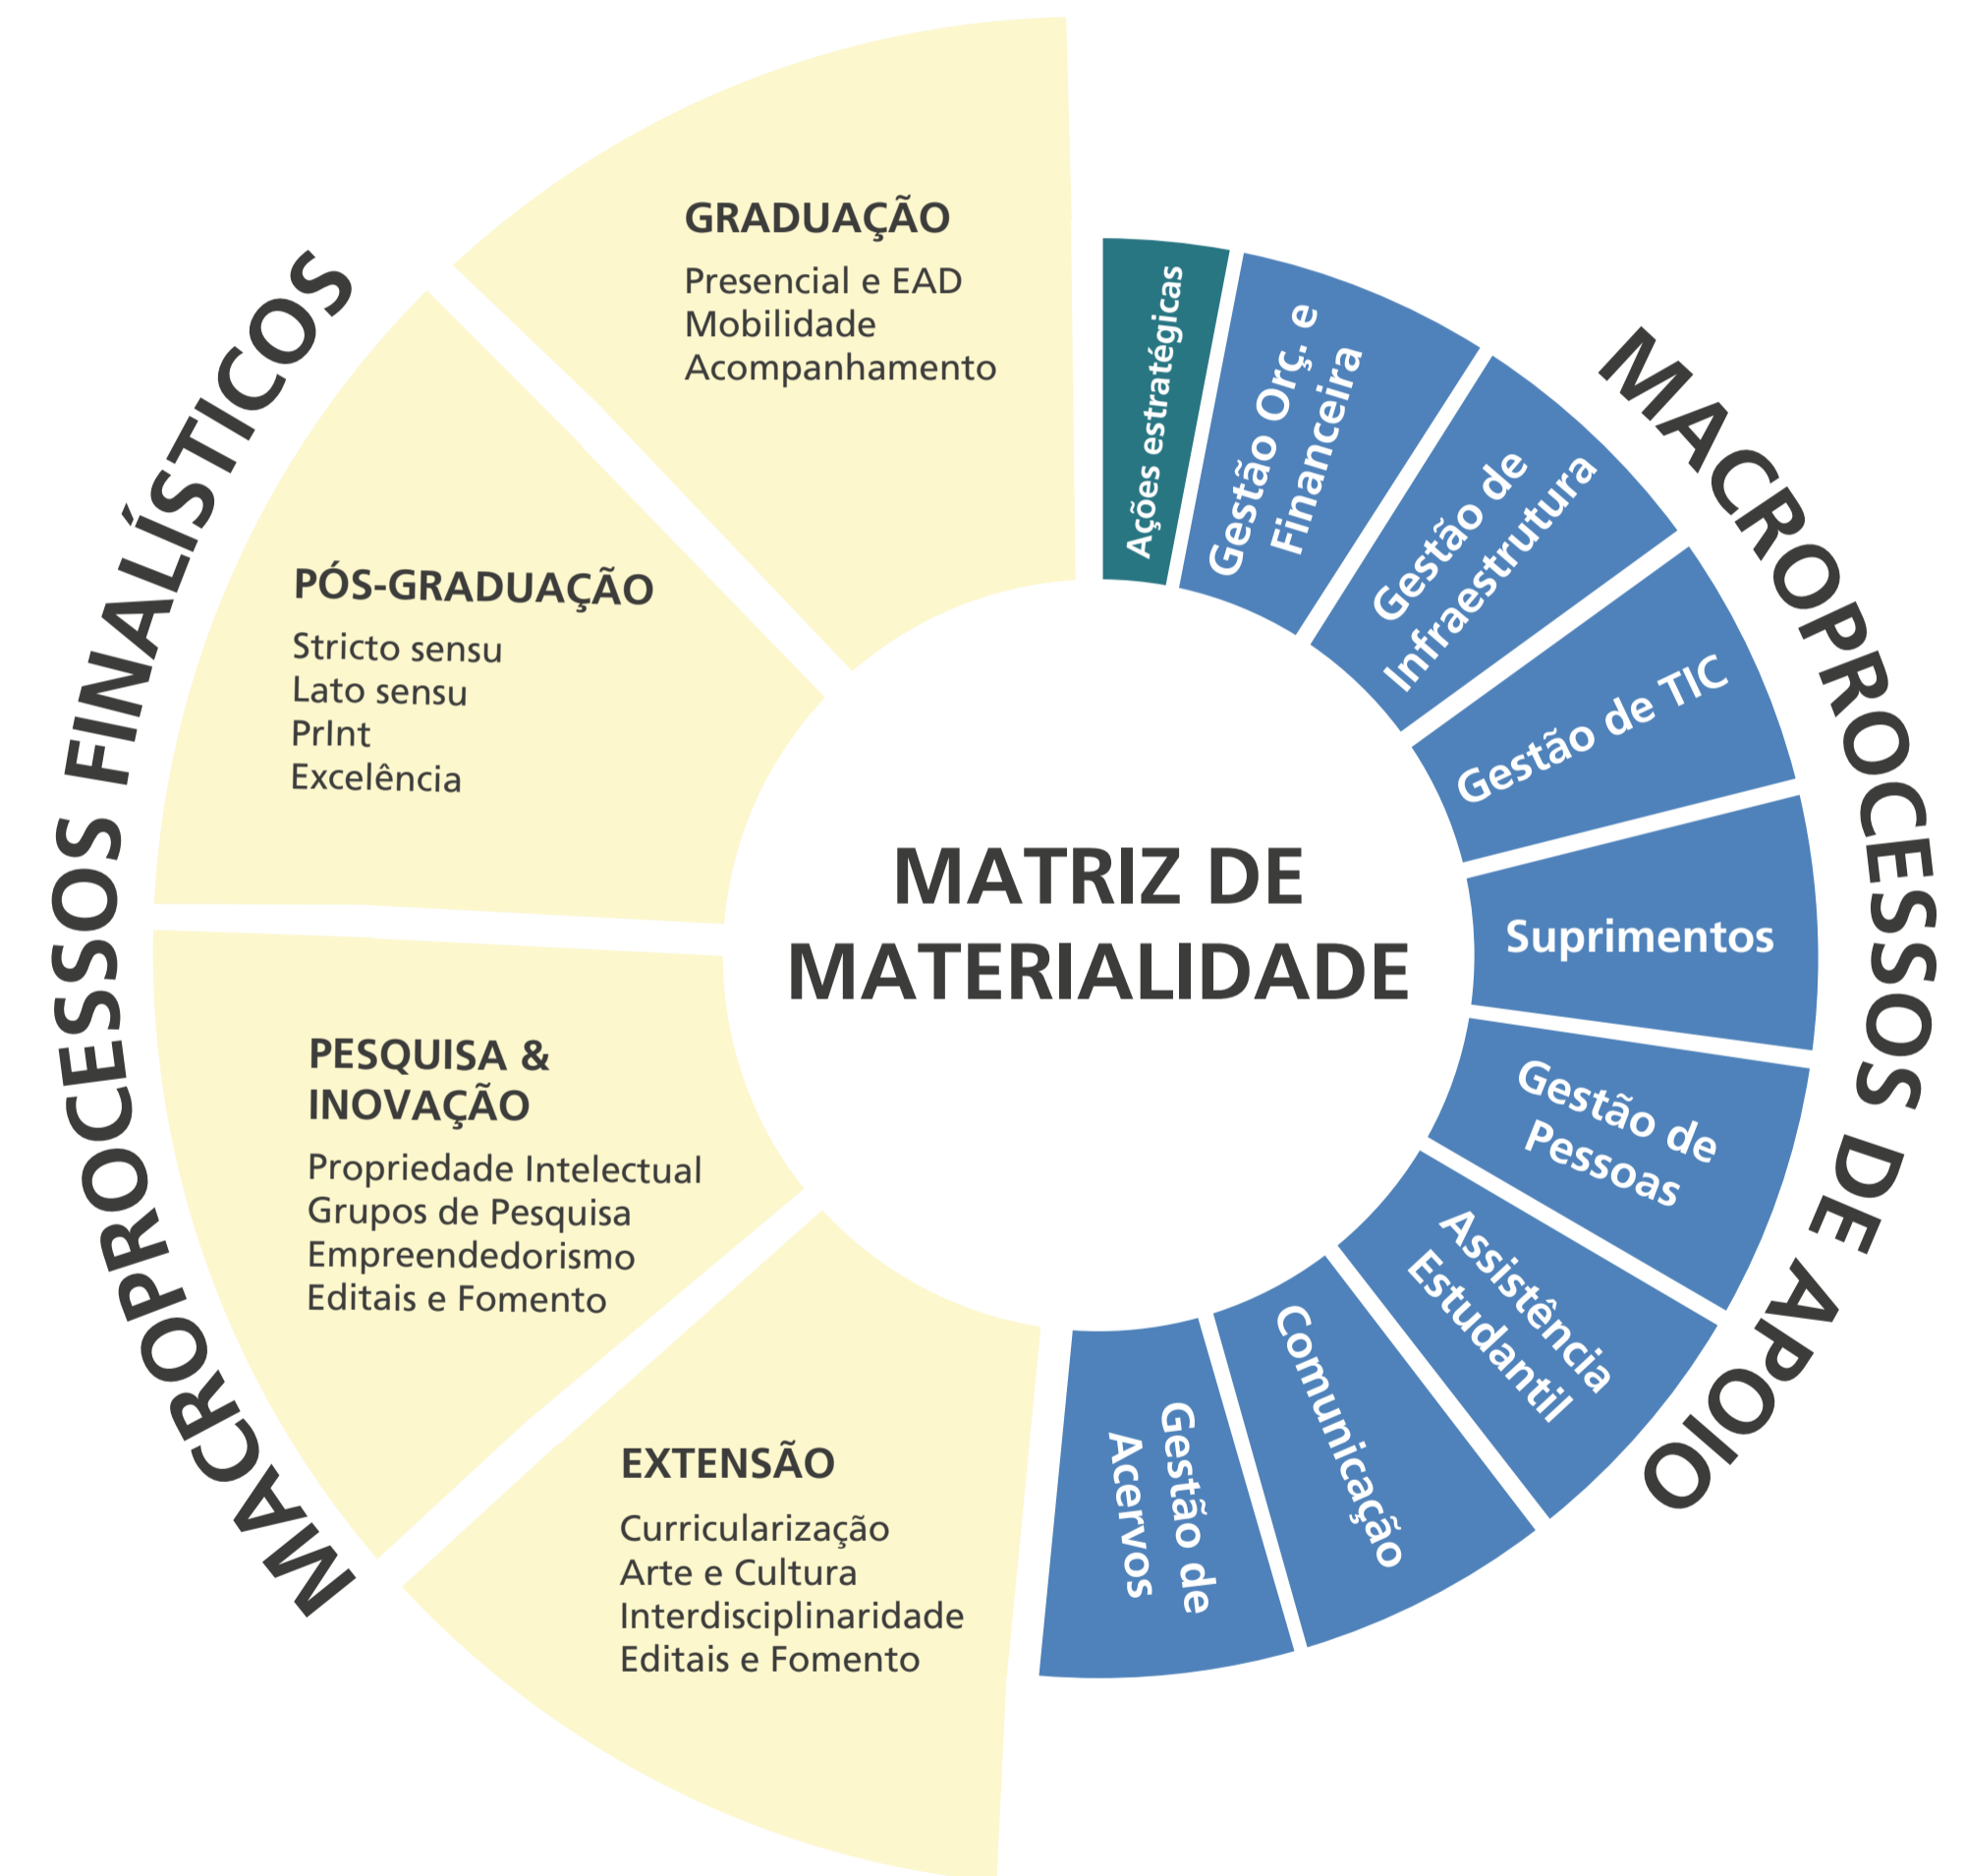 MACROPROCESSOS FINALÍSTICOS
GRADUAÇÃO
Presencial e EAD
Mobilidade
Acompanhamento
PÓS-GRADUAÇÃO
Stricto sensu
Lato sensu
PrInt
Excelência
PESQUISA &
INOVAÇÃO
Propriedade Intelectual
Grupos de Pesquisa
Empreendedorismo
Editais e Fomento
EXTENSÃO
Curricularização
Arte e Cultura
Interdisciplinaridade
Editais e Fomento
MATRIZ DE
MATERIALIDADE
MACROPROCESSOS DE APOIO
Ações estratégicas
Gestão Orç. e
Financeira
Gestão de
Infraestrutura
Gestão de TIC
Suprimentos
Gestão de
Pessoas
Assistência
Estudantil
Comunicação
Gestão de
Acervos